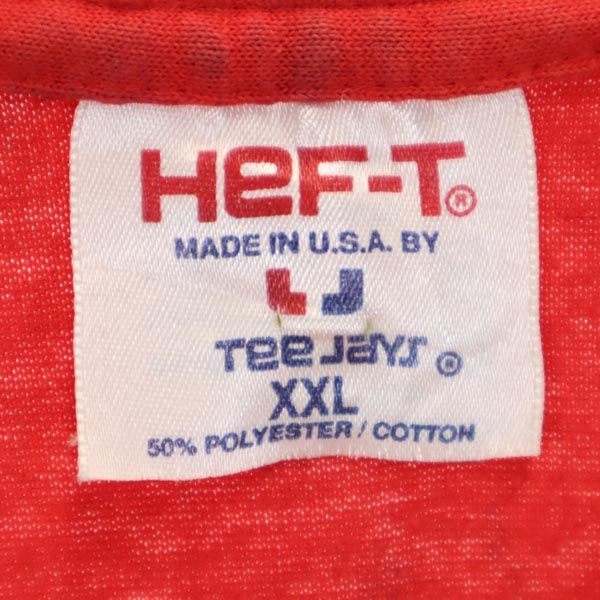 HeF-T®
MADE IN U.S.A. BY
Tee Jays ®
XXL
50% POLYESTER / COTTON